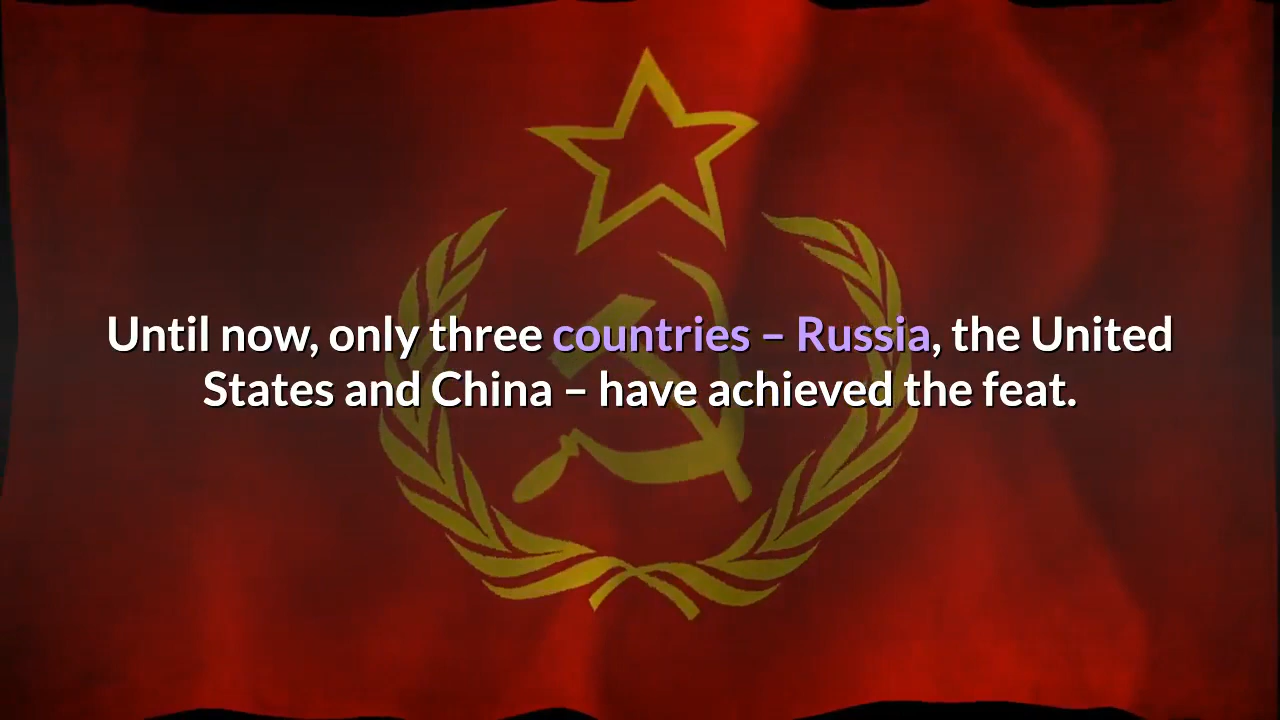 Until now, only three countries – Russia, the United
States and China – have achieved the feat.